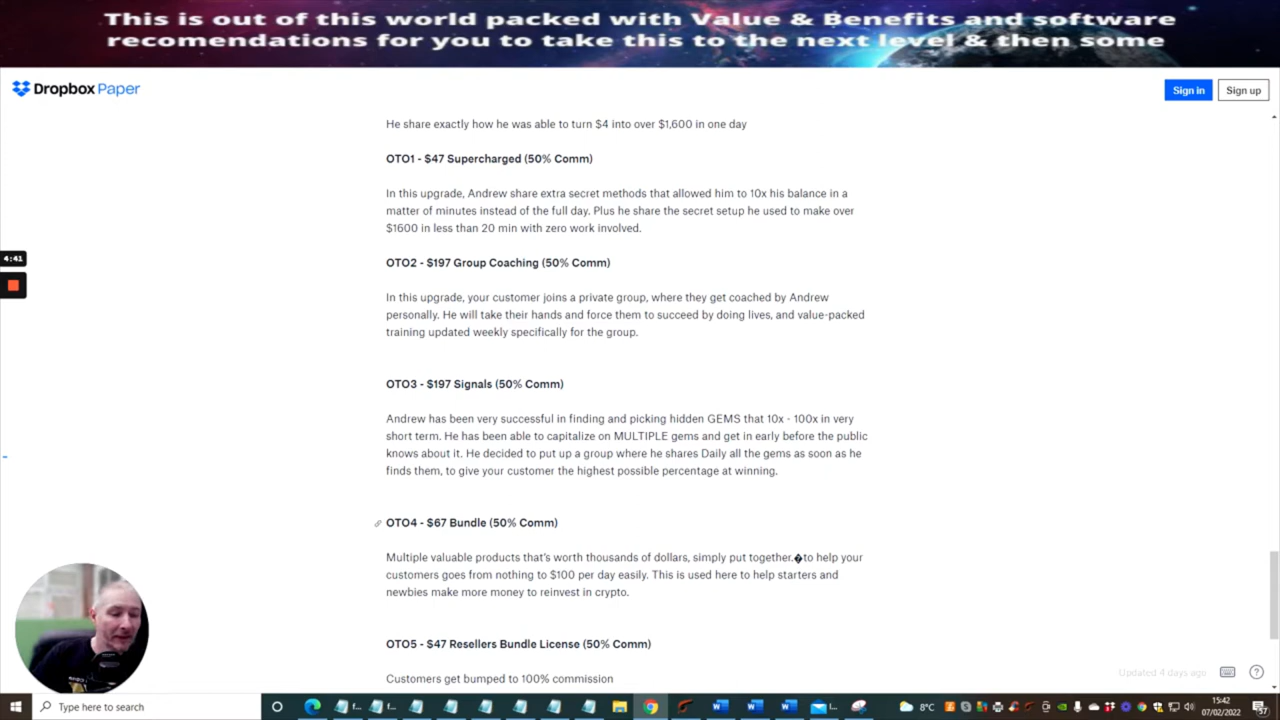 This is out of this world packed with Value & Benefits and software
recomendations for you to take this to the next level & then some
Dropbox Paper
Sign in
Sign up
He share exactly how he was able to turn $4 into over $1,600 in one day
OTO1 - $47 Supercharged (50% Comm)
In this upgrade, Andrew share extra secret methods that allowed him to 10x his balance in a
matter of minutes instead of the full day. Plus he share the secret setup he used to make over
$1600 in less than 20 min with zero work involved.
4:41
OTO2 - $197 Group Coaching (50% Comm)
In this upgrade, your customer joins a private group, where they get coached by Andrew
personally. He will take their hands and force them to succeed by doing lives, and value-packed
training updated weekly specifically for the group.
OTO3 - $197 Signals (50% Comm)
Andrew has been very successful in finding and picking hidden GEMS that 10x - 100x in very
short term. He has been able to capitalize on MULTIPLE gems and get in early before the public
knows about it. He decided to put up a group where he shares Daily all the gems as soon as he
finds them, to give your customer the highest possible percentage at winning.
OTO4 - $67 Bundle (50% Comm)
Multiple valuable products that's worth thousands of dollars, simply put together.�to help your
customers goes from nothing to $100 per day easily. This is used here to help starters and
newbies make more money to reinvest in crypto.
OTO5 - $47 Resellers Bundle License (50% Comm)
Customers get bumped to 100% commission
Updated 4 days ago
Type here to search
f...
f...
I...
8°C
15:42
07/02/2022